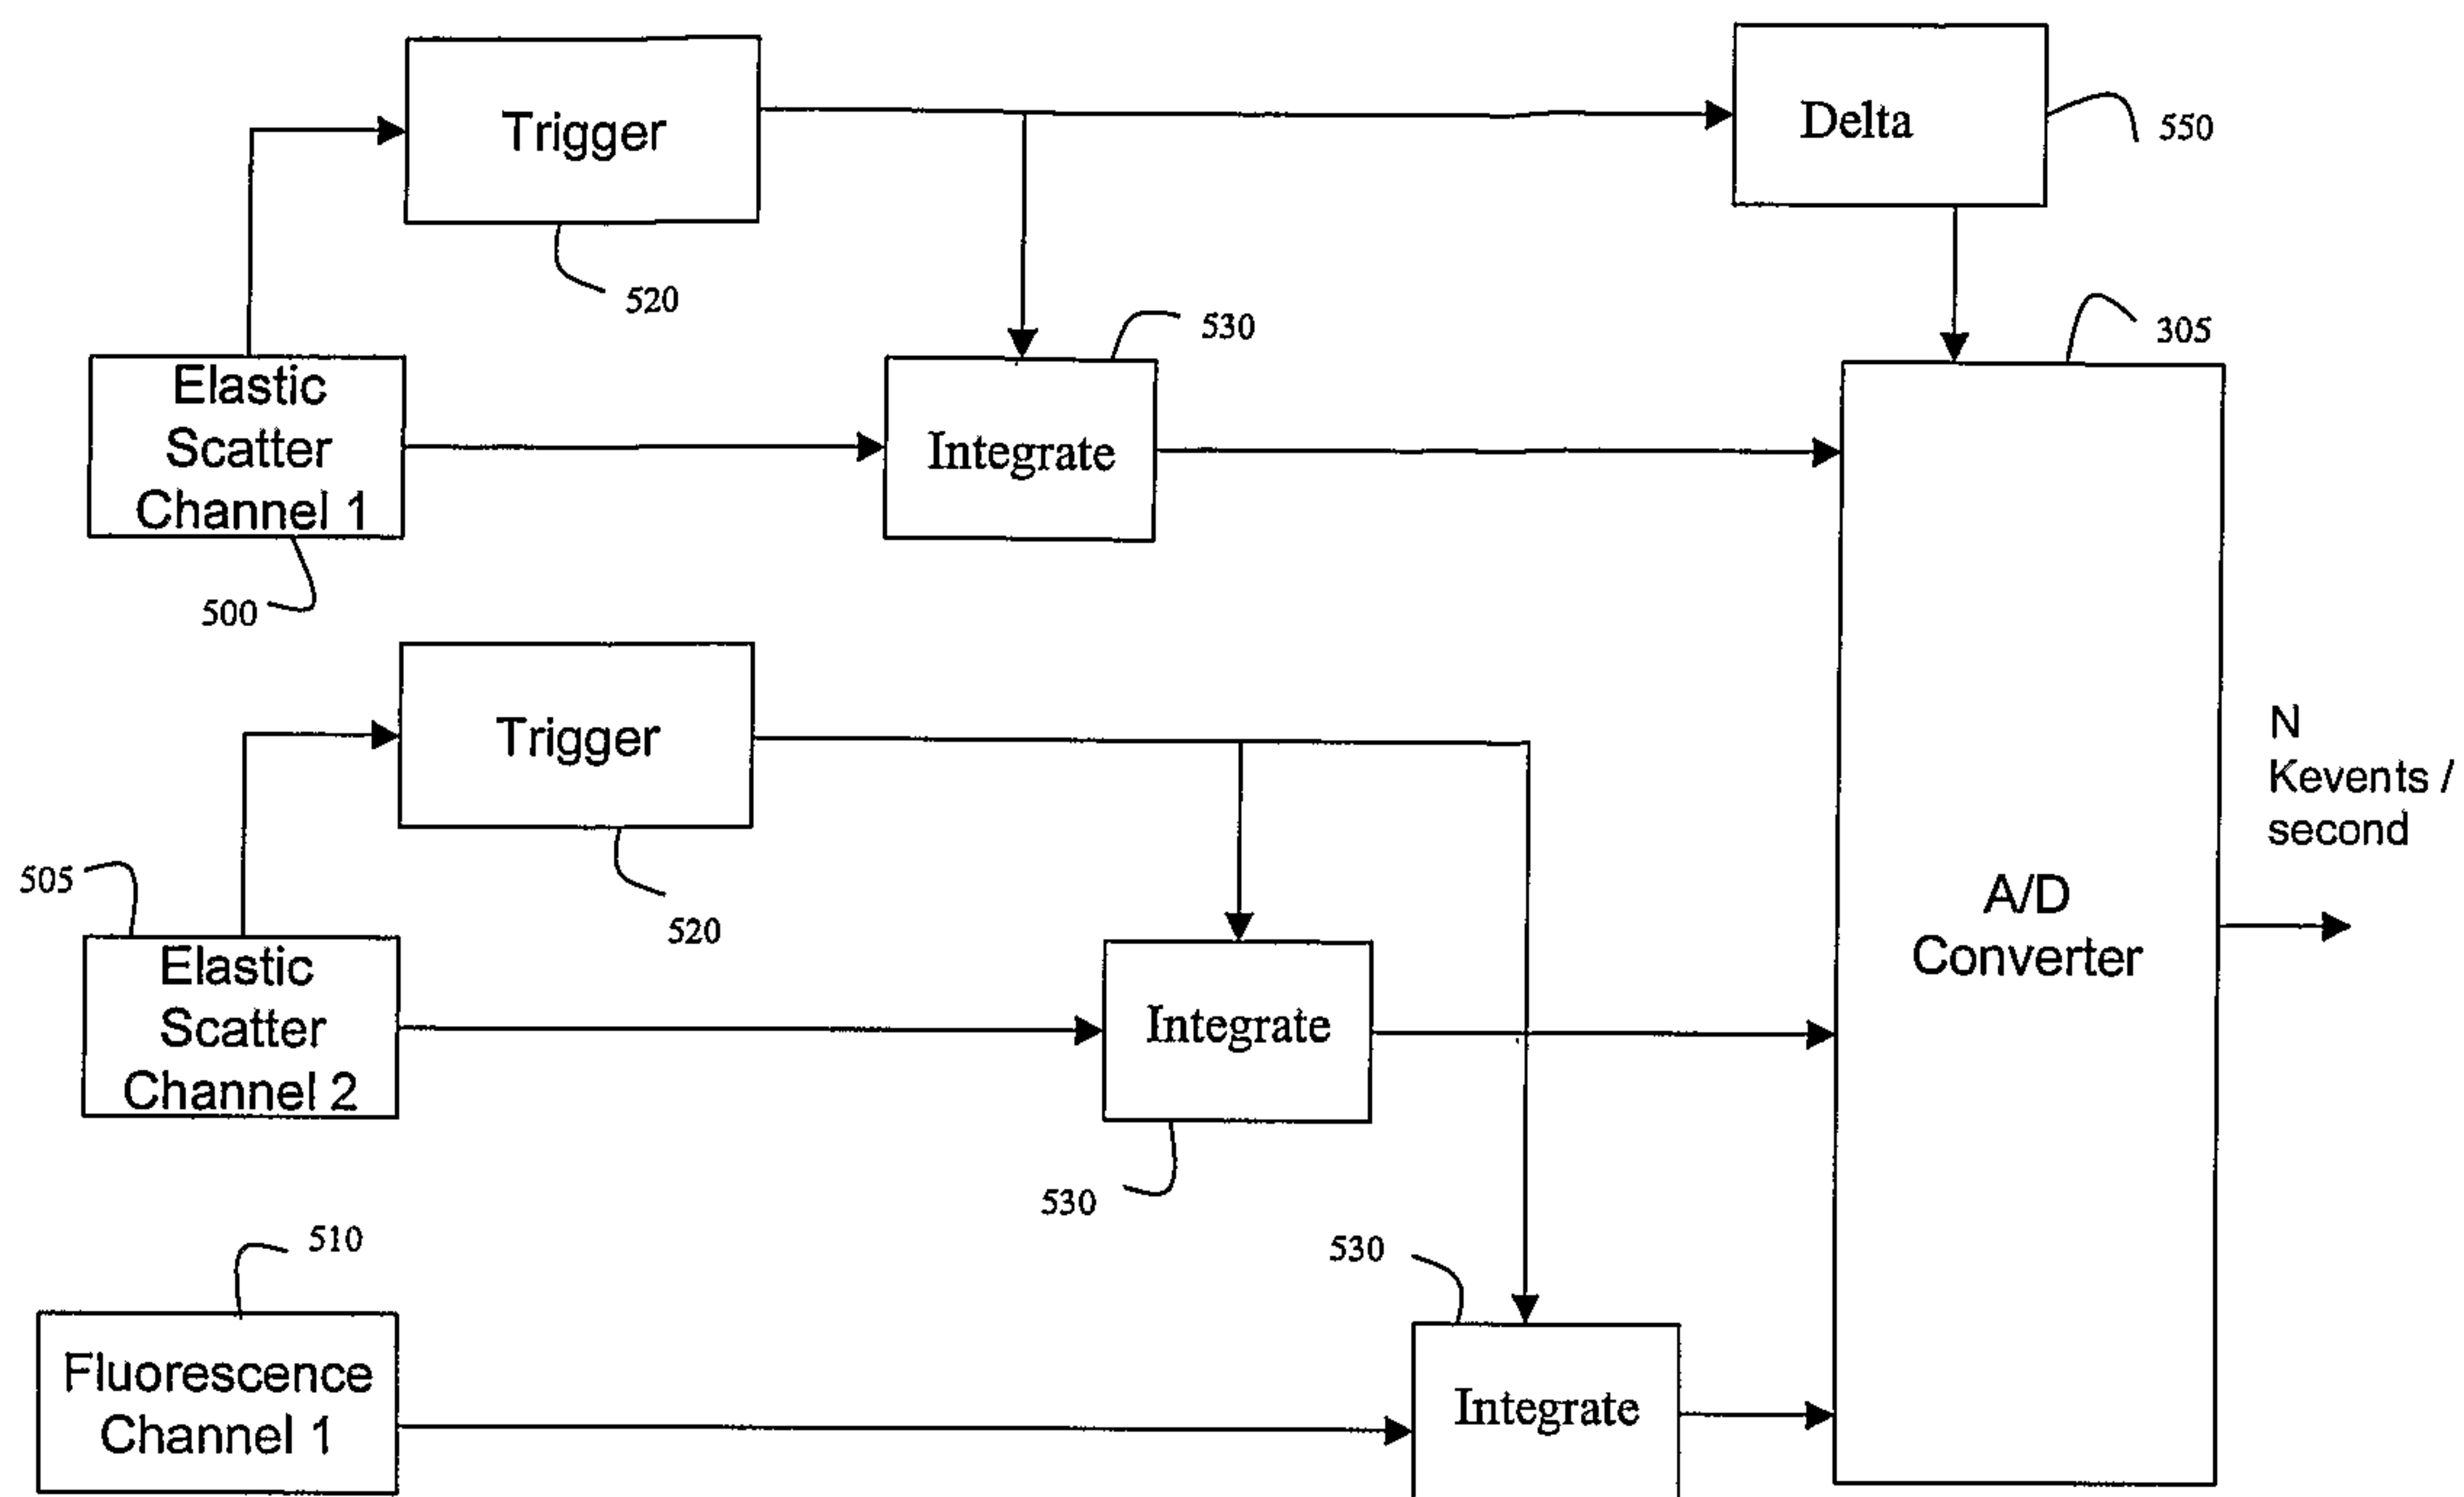 Trigger
Delta
550
520
530
305
Elastic
Scatter
Channel 1
Integrate
500
Trigger
N
Kevents /
second
505
520
A/D
Converter
Elastic
Scatter
Channel 2
Integrate
530
510
530
Fluorescence
Channel 1
Integrate